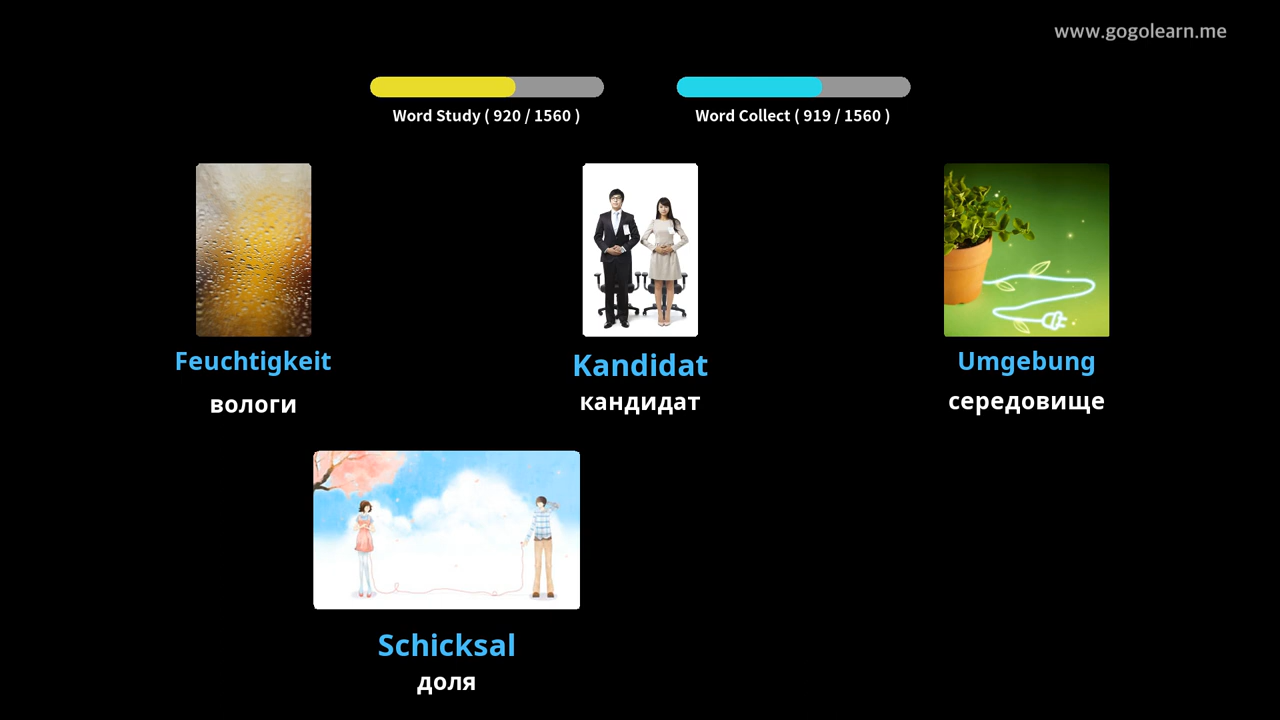 www.gogolearn.me
Word Study ( 920 / 1560 )
Word Collect ( 919 / 1560 )
Feuchtigkeit
вологи
Kandidat
кандидат
Umgebung
середовище
Schicksal
доля